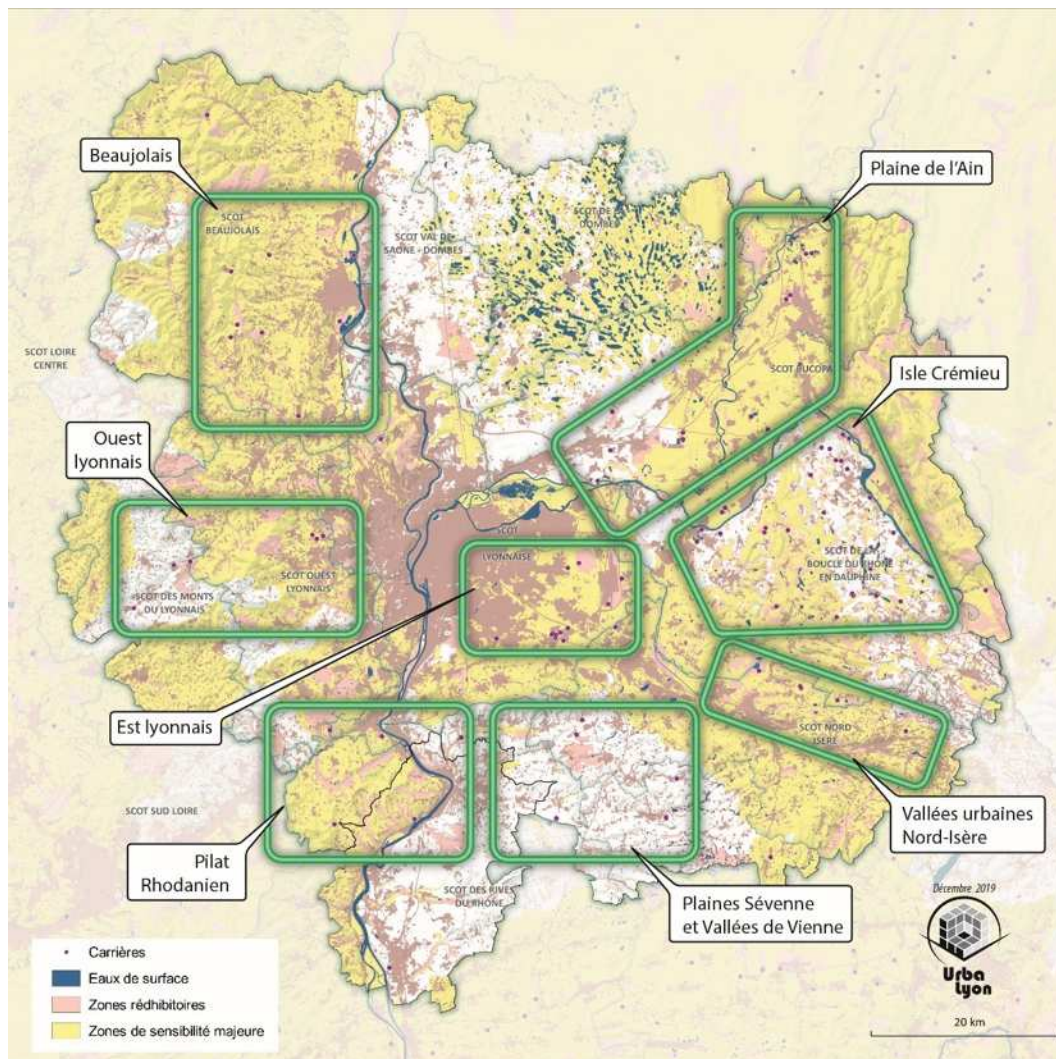 Beaujolais
Plaine de l'Ain
SCOT
BEAUJOLAIS
SCOT VAL DE
SAONE - DOMBES
SCOT DE LA
DOMBES
SCOT LOIRE
CENTRE
SCOT BUCOPA
Isle Crémieu
Ouest
lyonnais
SCOT
LYONNAISE
SCOT DE LA
BOUCLE DU RHÔNE
EN DAUPHINE
SCOT OUEST
LYONNAIS
SCOT DES MONTS
DU LYONNAIS
Est lyonnais
SCOT NORD
ISÈRE
SCOT SUD LOIRE
Vallées urbaines
Nord-Isère
Pilat
Rhodanien
SCOT DES RIVES
DU RHÔNE
Plaines Sévenne
et Vallées de Vienne
Décembre 2019
Urba
Lyon
Carrières
Eaux de surface
Zones rédhibitoires
Zones de sensibilité majeure
20 km